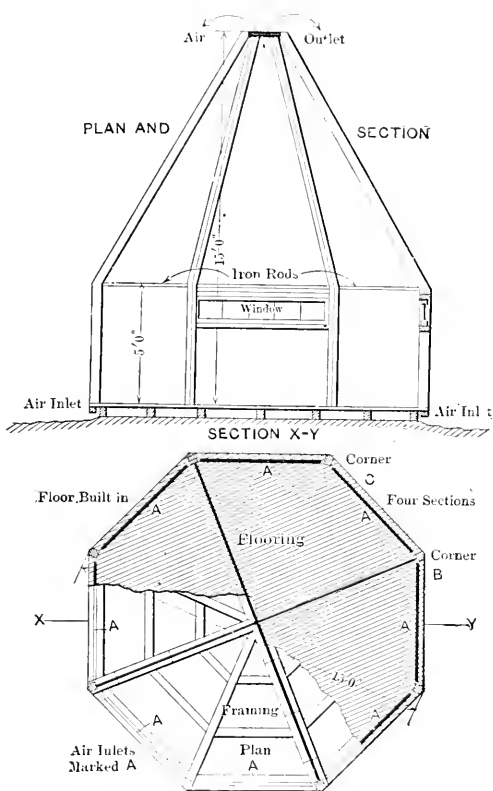 Air Outlet
PLAN AND SECTION
15'0"
Iron Rods
Window
5'0"
Air Inlet Air Inl t
SECTION X-Y
A
Corner
C
Floor Built in
A
A
Four Sections
Flooring
Corner
B
X
A
A
Y
15-0"
A
Framing
A
Air Inlets
Marked A
Plan
A